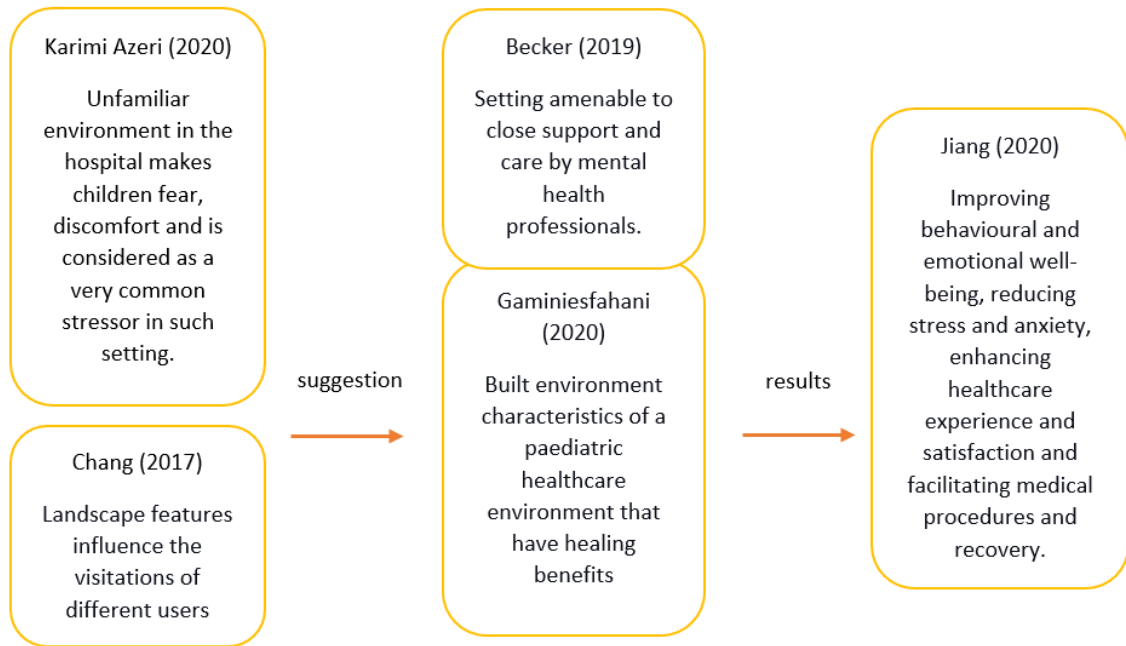 Karimi Azeri (2020)
Unfamiliar
environment in the
hospital makes
children fear,
discomfort and is
considered as a
very common
stressor in such
setting.
Chang (2017)
Landscape features
influence the
visitations of
different users
suggestion
Becker (2019)
Setting amenable to
close support and
care by mental
health
professionals.
Gaminiesfahani
(2020)
Built environment
characteristics of a
paediatric
healthcare
environment that
have healing
benefits
results
Jiang (2020)
Improving
behavioural and
emotional well-
being, reducing
stress and anxiety,
enhancing
healthcare
experience and
satisfaction and
facilitating medical
procedures and
recovery.